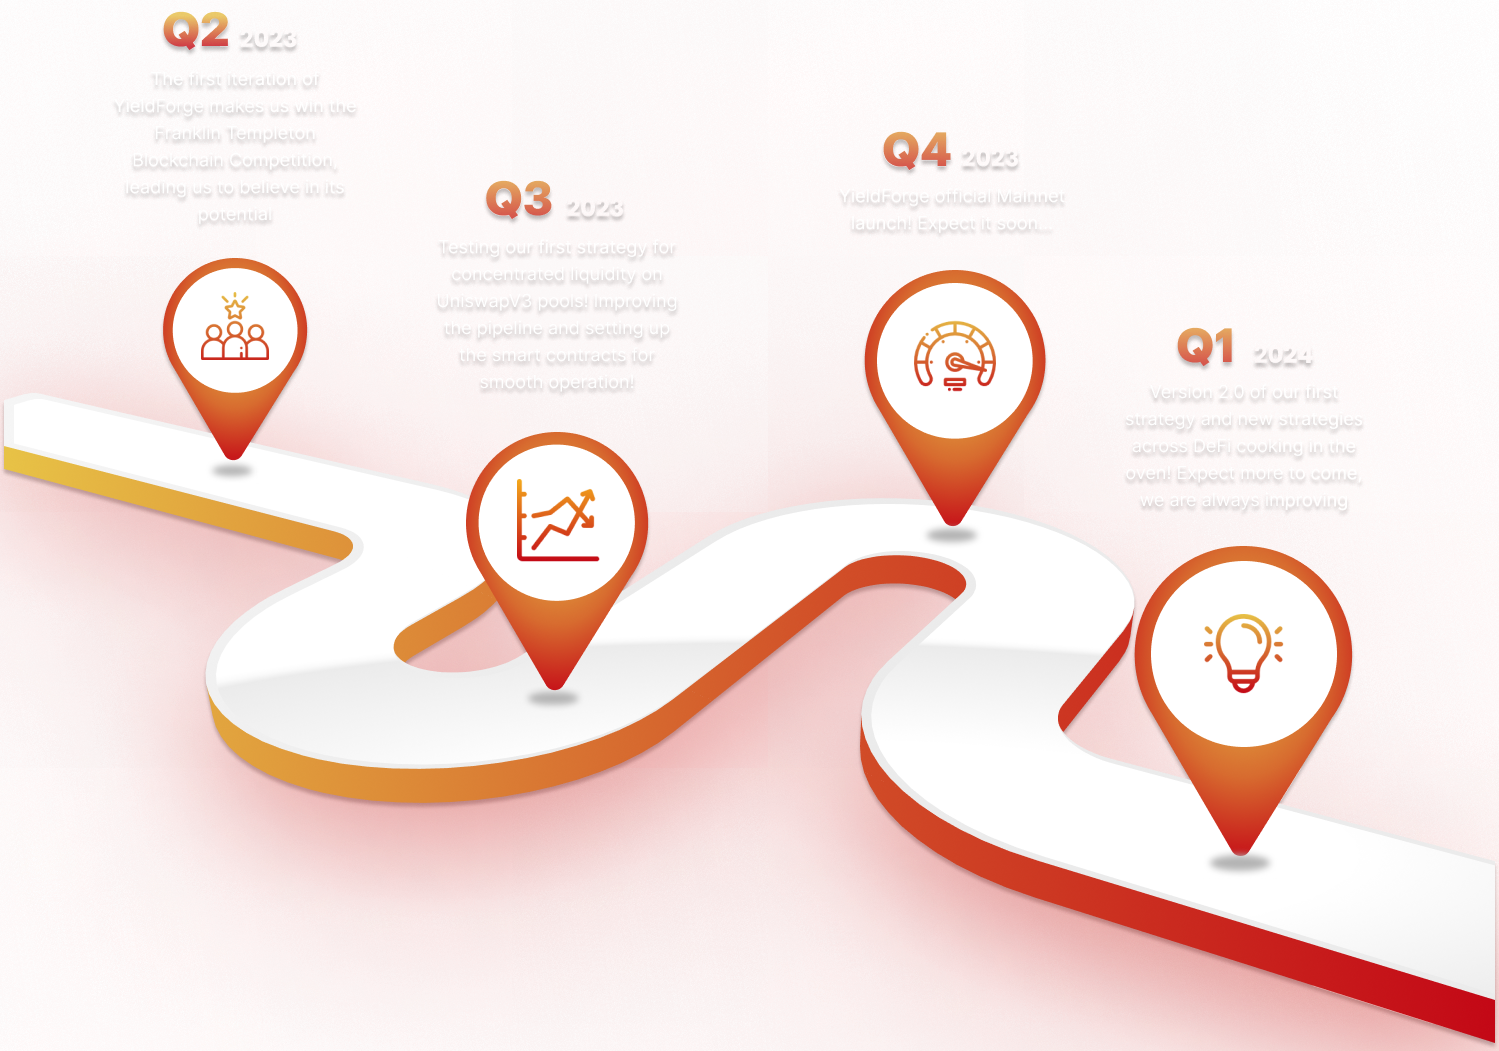 Q2 2023
The first iteration of
YieldForge makes us win the
Franklin Templeton
Blockchain Competition,
leading us to believe in its
potential
Q3 2023
Testing our first strategy for
concentrated liquidity on
UniswapV3 pools! Improving
the pipeline and setting up
the smart contracts for
smooth operation!
Q4 2023
YieldForge official Mainnet
launch! Expect it soon...
Q1 2024
Version 2.0 of our first
strategy and new strategies
across DeFi cooking in the
oven! Expect more to come,
we are always improving